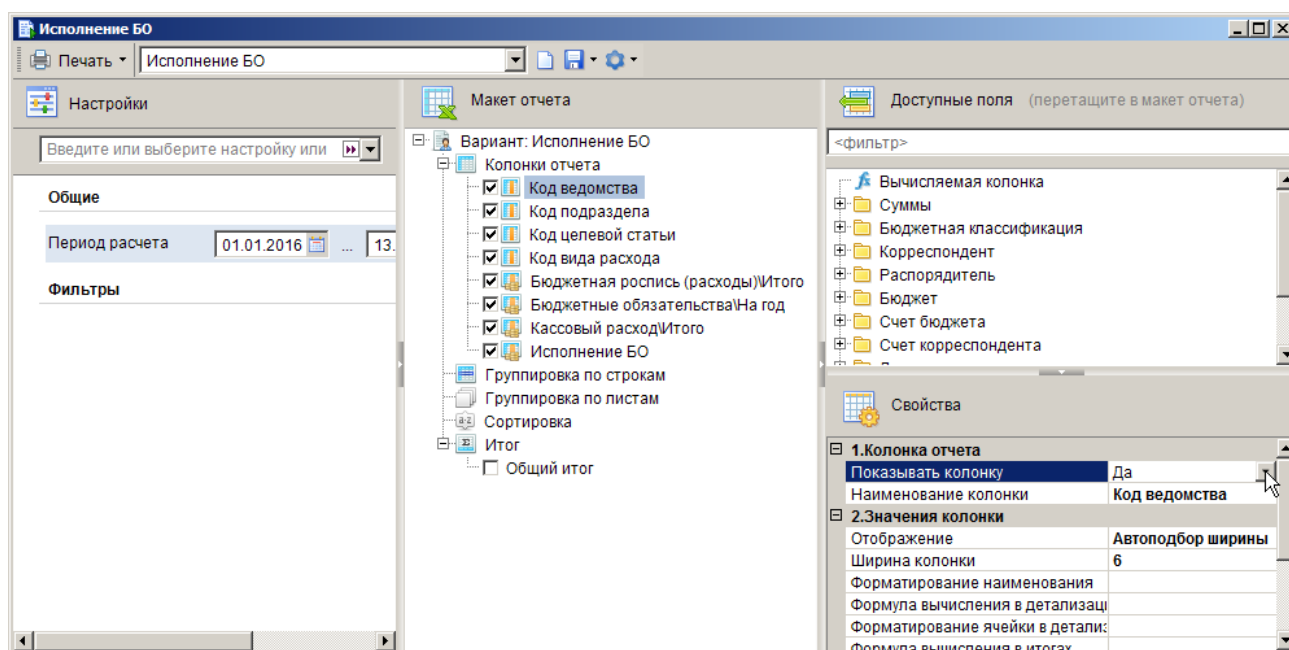 Исполнение БО
Печать
Исполнение БО
Настройки
Введите или выберите настройку или
Общие
Период расчета 01.01.2016 ... 13.
Фильтры
Макет отчета
Вариант: Исполнение БО
Колонки отчета
Код ведомства
Код подраздела
Код целевой статьи
Код вида расхода
Бюджетная роспись (расходы)\Итого
Бюджетные обязательства\На год
Кассовый расход\Итого
Исполнение БО
Группировка по строкам
Группировка по листам
Сортировка
Итог
Общий итог
Доступные поля (перетащите в макет отчета)
<фильтр>
Вычисляемая колонка
Суммы
Бюджетная классификация
Корреспондент
Распорядитель
Бюджет
Счет бюджета
Счет корреспондента
Свойства
1.Колонка отчета
Показывать колонку Да
Наименование колонки Код ведомства
2.Значения колонки
Отображение Автоподбор ширины
Ширина колонки 6
Форматирование наименования
Формула вычисления в детализаци
Форматирование ячейки в детализ
Формула вычисления в итогах